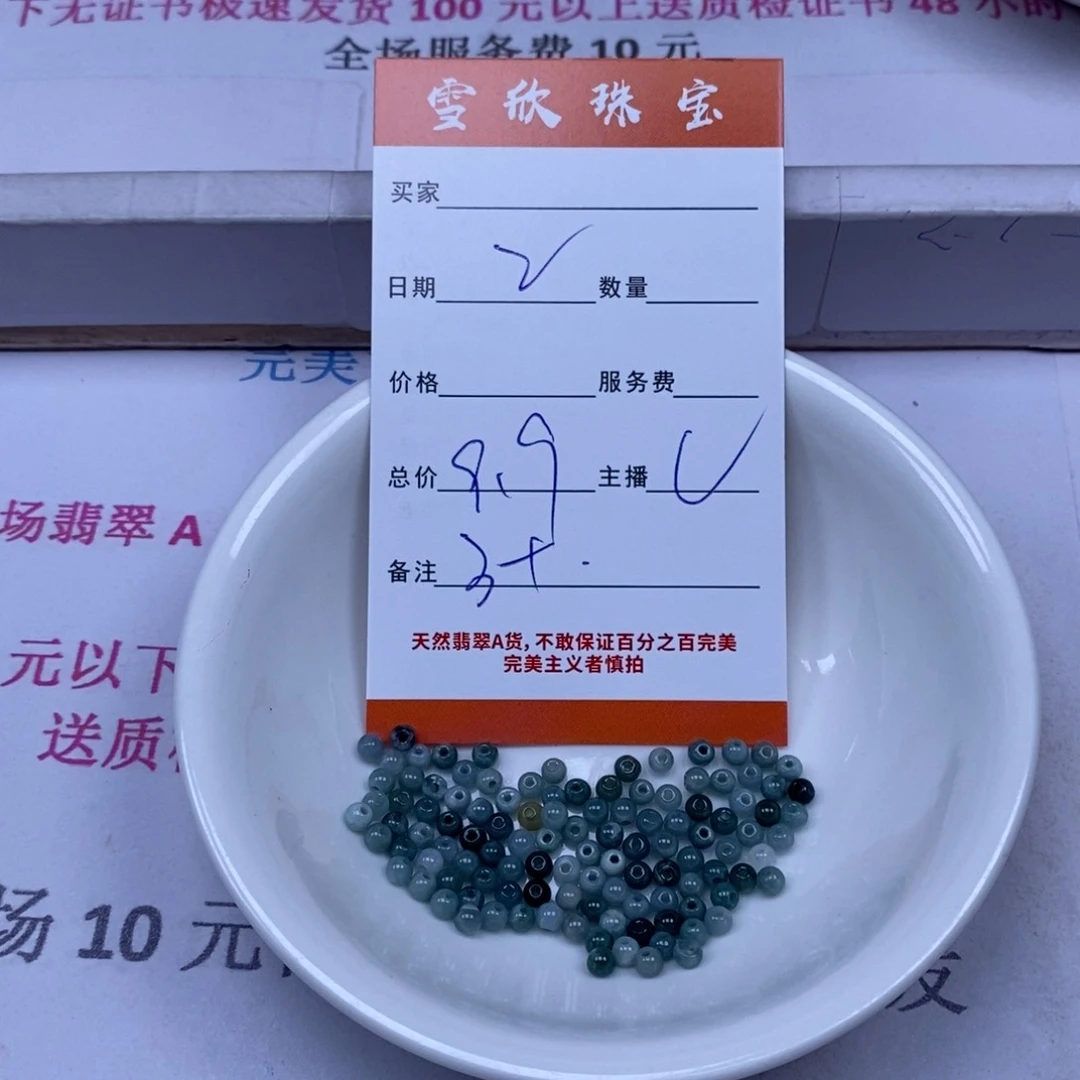 下无证书极速发货 100 元以上送质检证书 48 小时
全场服务费 10 元
雪欣珠宝
买家
日期 数量
价格 服务费
总价 9.9 主播
备注
天然翡翠A货,不敢保证百分之百完美
完美主义者慎拍
元美
场翡翠 A
元以下
送质
场 10 元
友